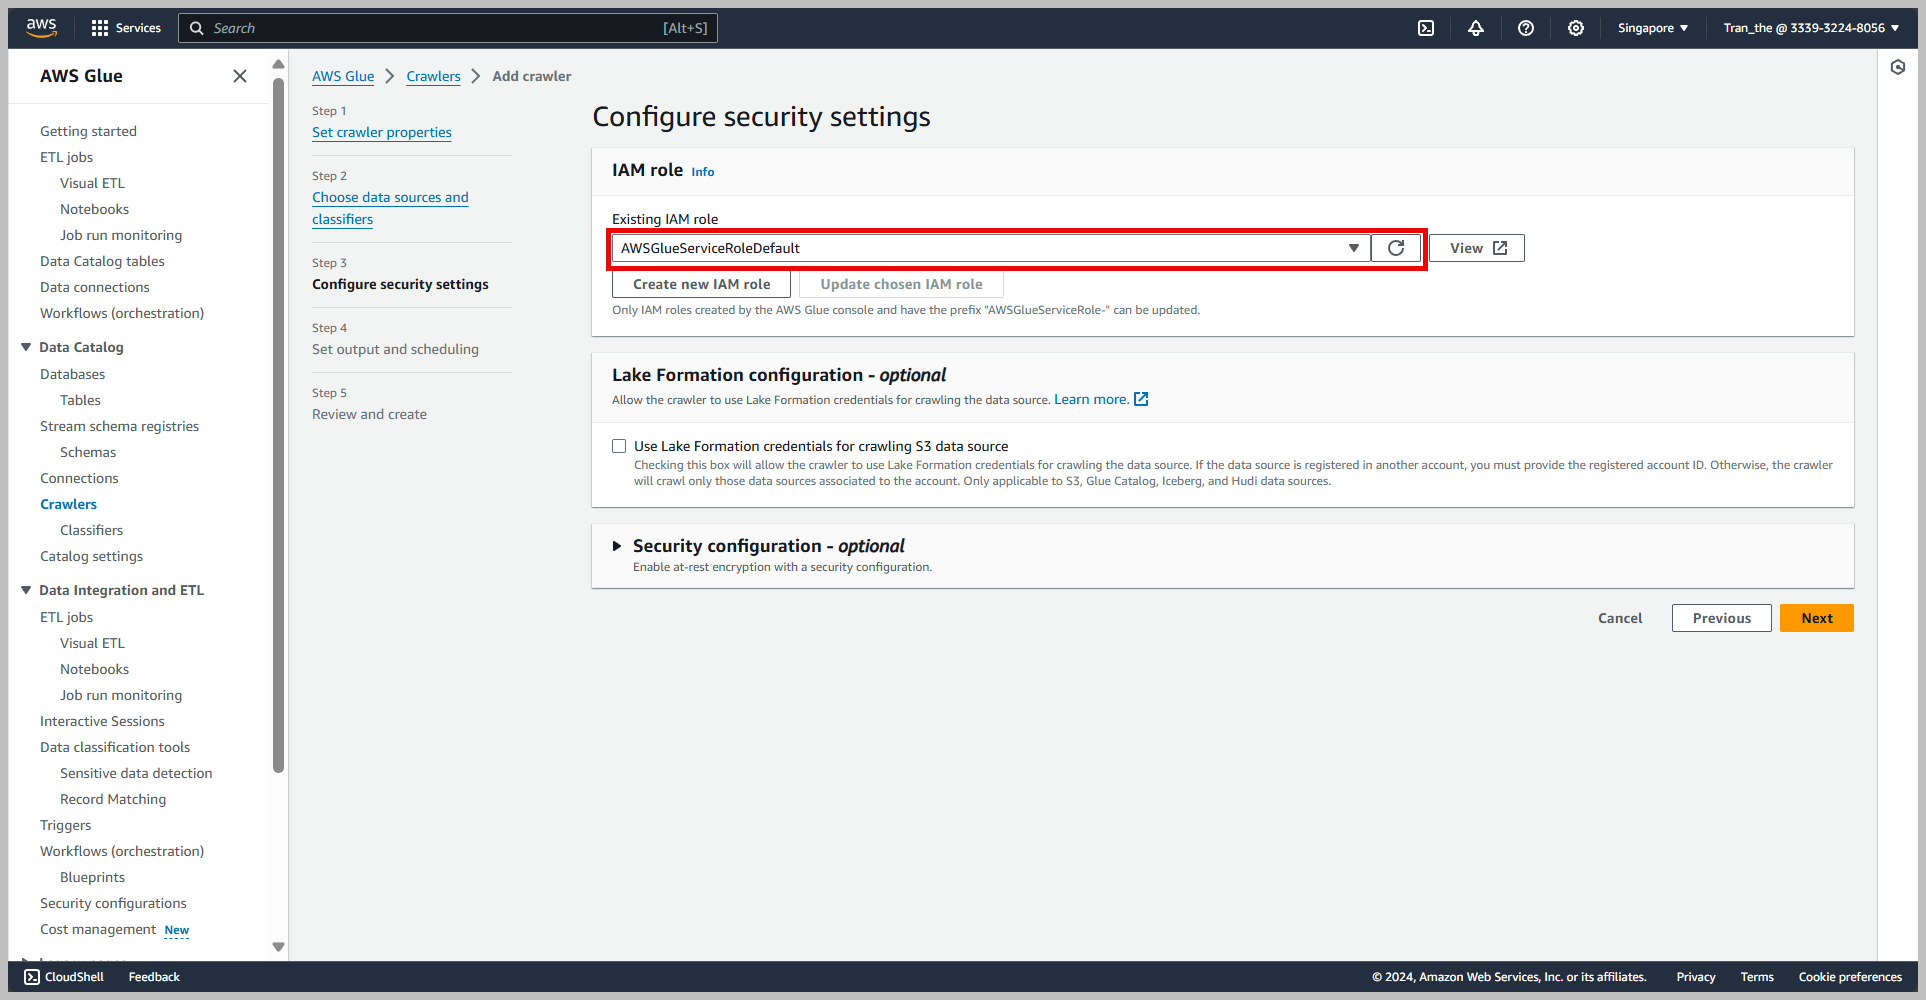 aws
Services
Search
[Alt+S]
Singapore
Tran_the @ 3339-3224-8056
AWS Glue
Getting started
ETL jobs
Visual ETL
Notebooks
Job run monitoring
Data Catalog tables
Data connections
Workflows (orchestration)
Data Catalog
Databases
Tables
Stream schema registries
Schemas
Connections
Crawlers
Classifiers
Catalog settings
Data Integration and ETL
ETL jobs
Visual ETL
Notebooks
Job run monitoring
Interactive Sessions
Data classification tools
Sensitive data detection
Record Matching
Triggers
Workflows (orchestration)
Blueprints
Security configurations
Cost management New
AWS Glue
Crawlers
Add crawler
Step 1
Set crawler properties
Step 2
Choose data sources and
classifiers
Step 3
Configure security settings
Step 4
Set output and scheduling
Step 5
Review and create
Configure security settings
IAM role Info
Existing IAM role
AWSGlueServiceRoleDefault
View
Create new IAM role
Update chosen IAM role
Only IAM roles created by the AWS Glue console and have the prefix "AWSGlueServiceRole-" can be updated.
Lake Formation configuration - optional
Allow the crawler to use Lake Formation credentials for crawling the data source. Learn more.
Use Lake Formation credentials for crawling S3 data source
Checking this box will allow the crawler to use Lake Formation credentials for crawling the data source. If the data source is registered in another account, you must provide the registered account ID. Otherwise, the crawler
will crawl only those data sources associated to the account. Only applicable to S3, Glue Catalog, Iceberg, and Hudi data sources.
Security configuration - optional
Enable at-rest encryption with a security configuration.
Cancel
Previous
Next
CloudShell
Feedback
© 2024, Amazon Web Services, Inc. or its affiliates.
Privacy
Terms
Cookie preferences